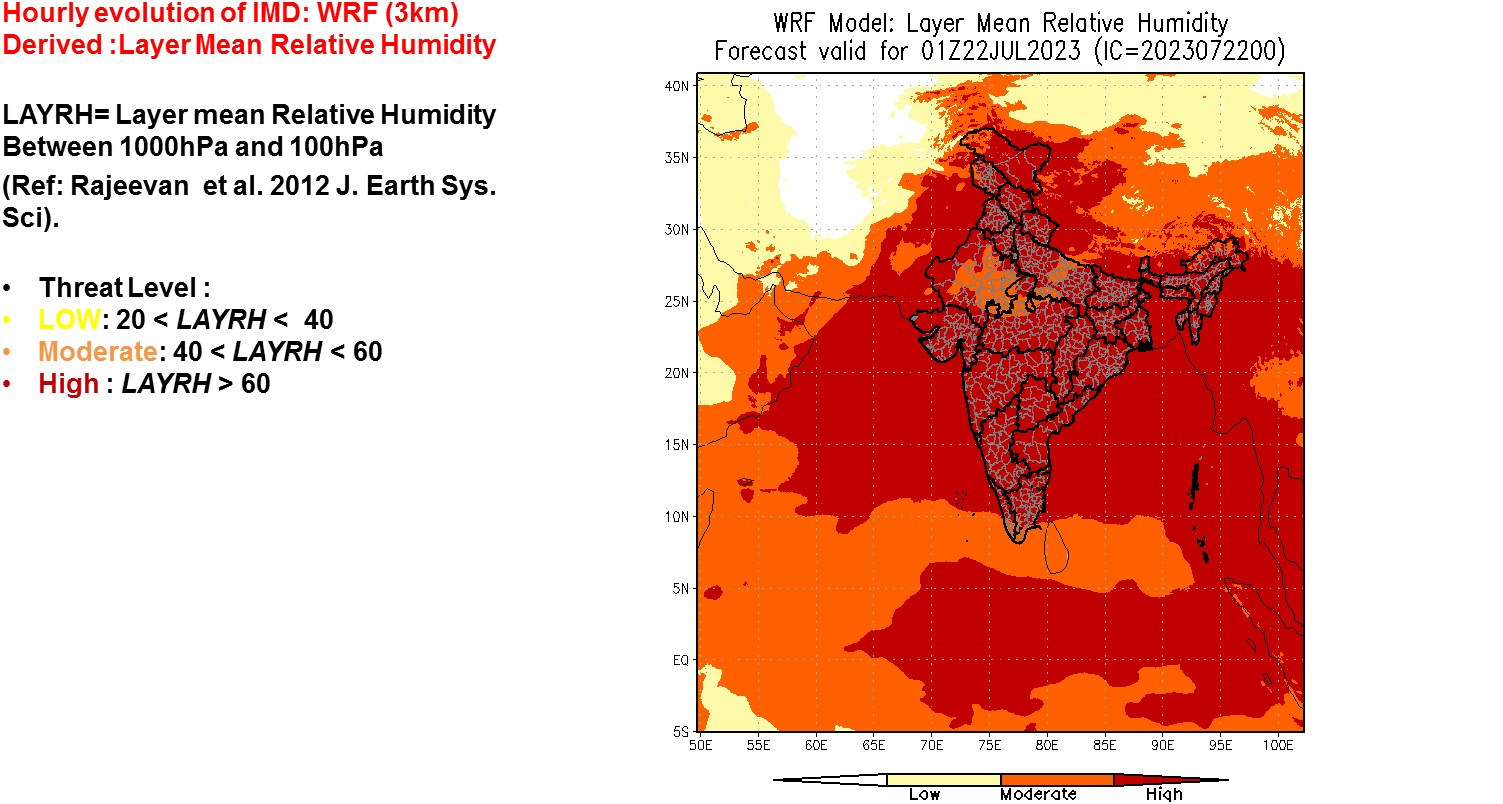 Hourly evolution of IMD: WRF (3km)
Derived :Layer Mean Relative Humidity
LAYRH= Layer mean Relative Humidity
Between 1000hPa and 100hPa
(Ref: Rajeevan et al. 2012 J. Earth Sys.
Sci).
• Threat Level :
• LOW: 20 < LAYRH < 40
• Moderate: 40 < LAYRH < 60
• High : LAYRH > 60
WRF Model: Layer Mean Relative Humidity
Forecast valid for 01Z22JUL2023 (IC=2023072200)
40N
35N
30N
25N
20N
15N
10N
5N
EQ
5S
50E 55E 60E 65E 70E 75E 80E 85E 90E 95E 100E
Low Moderate High